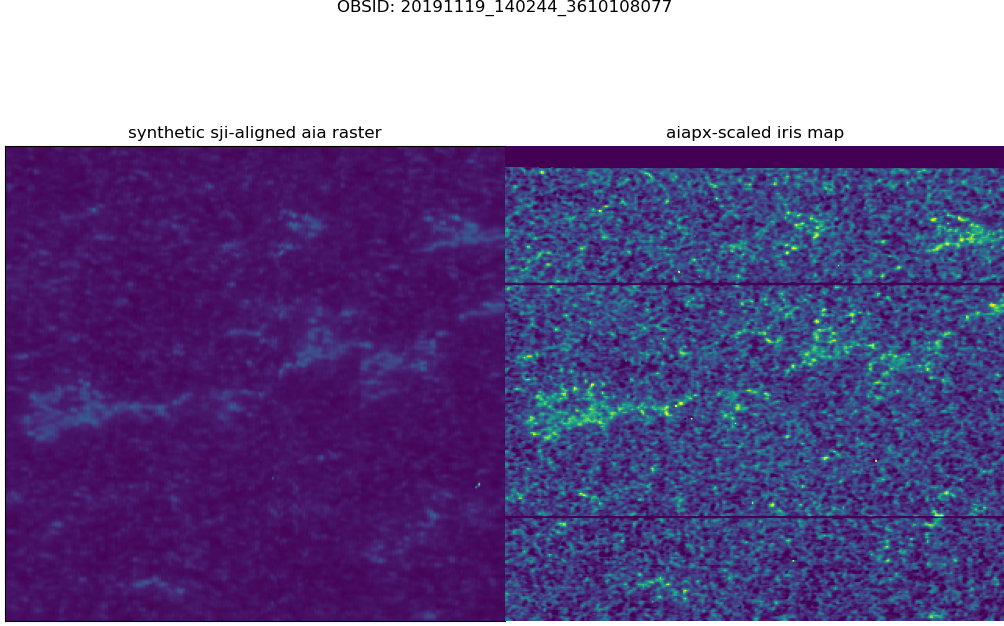 OBSID: 20191119_140244_3610108077
synthetic sji-aligned aia raster
aiapx-scaled iris map